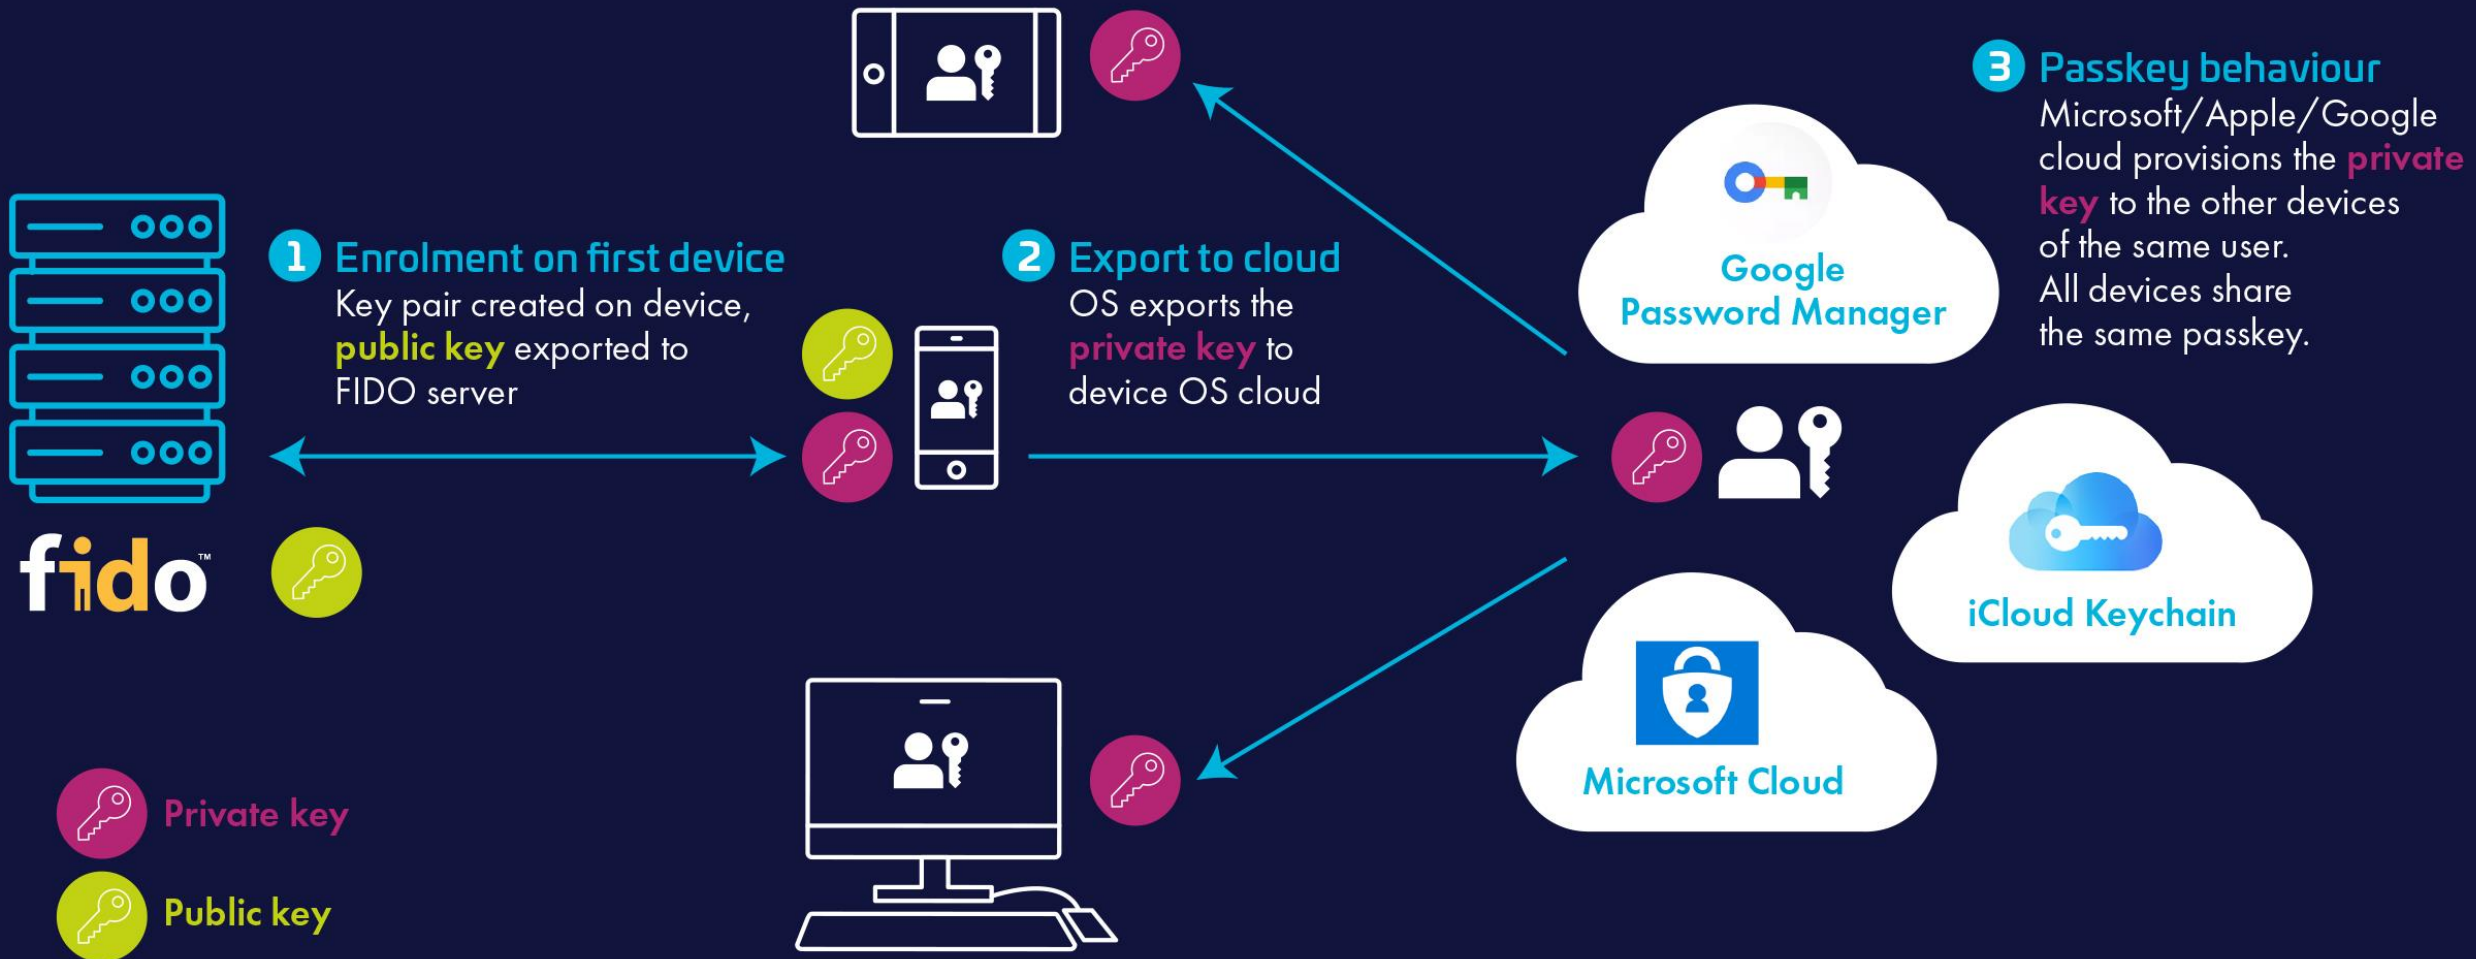 1 Enrolment on first device
Key pair created on device,
public key exported to
FIDO server
fido™
2 Export to cloud
OS exports the
private key to
device OS cloud
3 Passkey behaviour
Microsoft/Apple/Google
cloud provisions the private
key to the other devices
of the same user.
All devices share
the same passkey.
Google
Password Manager
iCloud Keychain
Microsoft Cloud
Private key
Public key